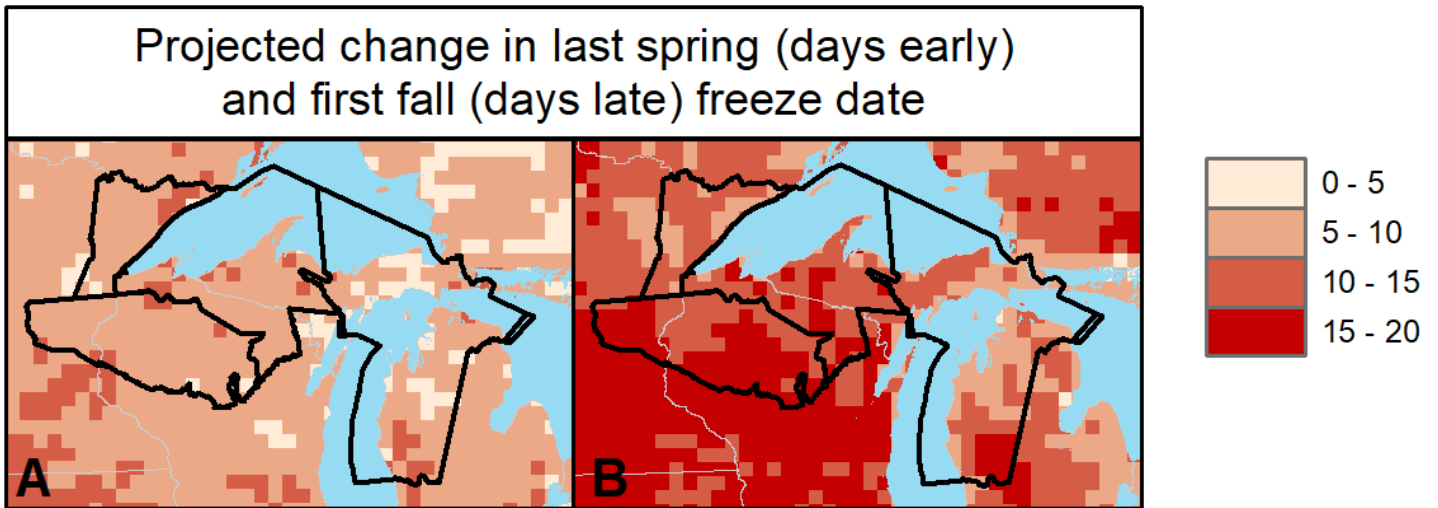 Projected change in last spring (days early)
and first fall (days late) freeze date
0 - 5
5 - 10
10 - 15
15 - 20
A
B